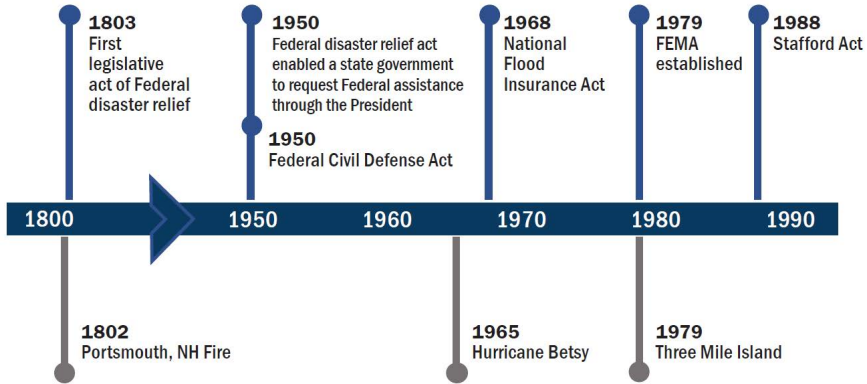 1803
First
legislative
act of Federal
disaster relief
1950
Federal disaster relief act
enabled a state government
to request Federal assistance
through the President
1950
Federal Civil Defense Act
1968
National
Flood
Insurance Act
1979
FEMA
established
1988
Stafford Act
1800
1950
1960
1970
1980
1990
1802
Portsmouth, NH Fire
1965
Hurricane Betsy
1979
Three Mile Island